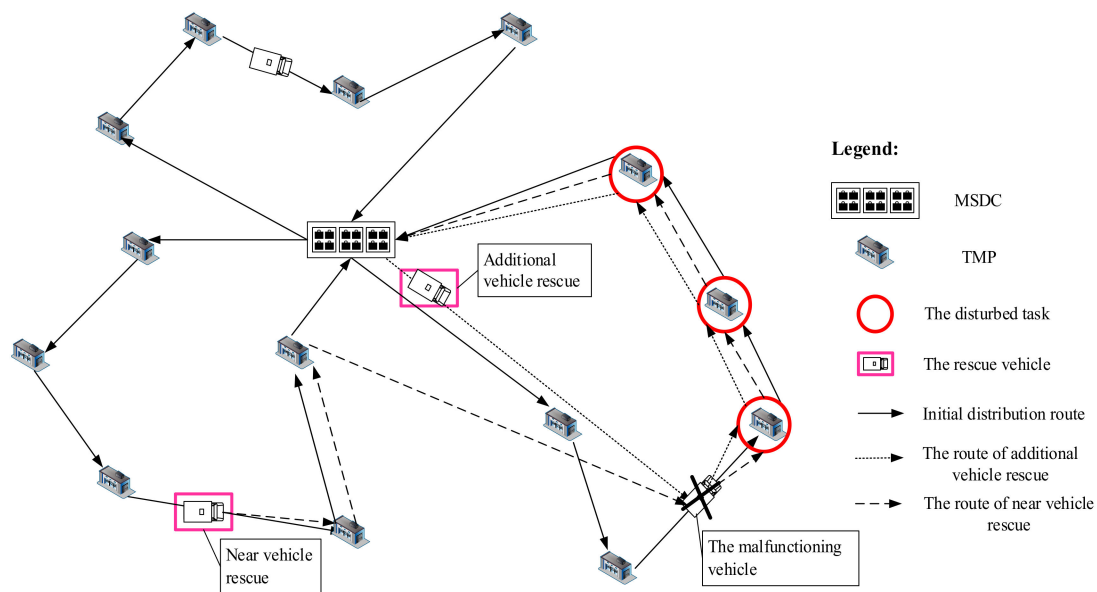 Legend:
MSDC
TMP
The disturbed task
The rescue vehicle
Initial distribution route
The route of additional
vehicle rescue
The route of near vehicle
rescue
Additional
vehicle rescue
Near vehicle
rescue
The malfunctioning
vehicle